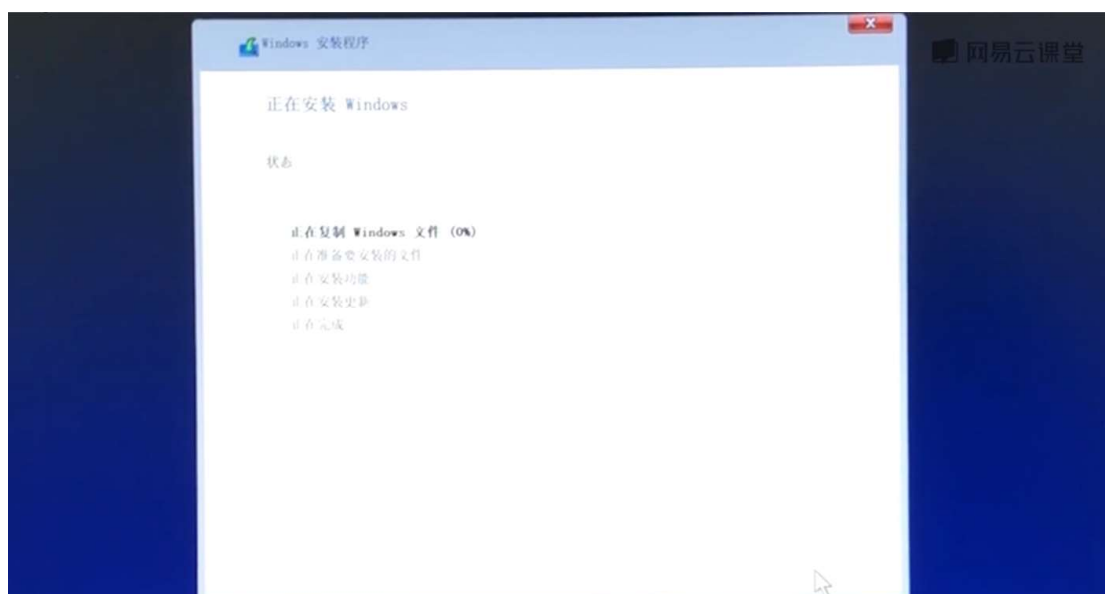 Windows 安装程序
网易云课堂
正在安装 Windows
状态
正在复制 Windows 文件 (0%)
正在准备要安装的文件
正在安装功能
正在安装更新
正在完成